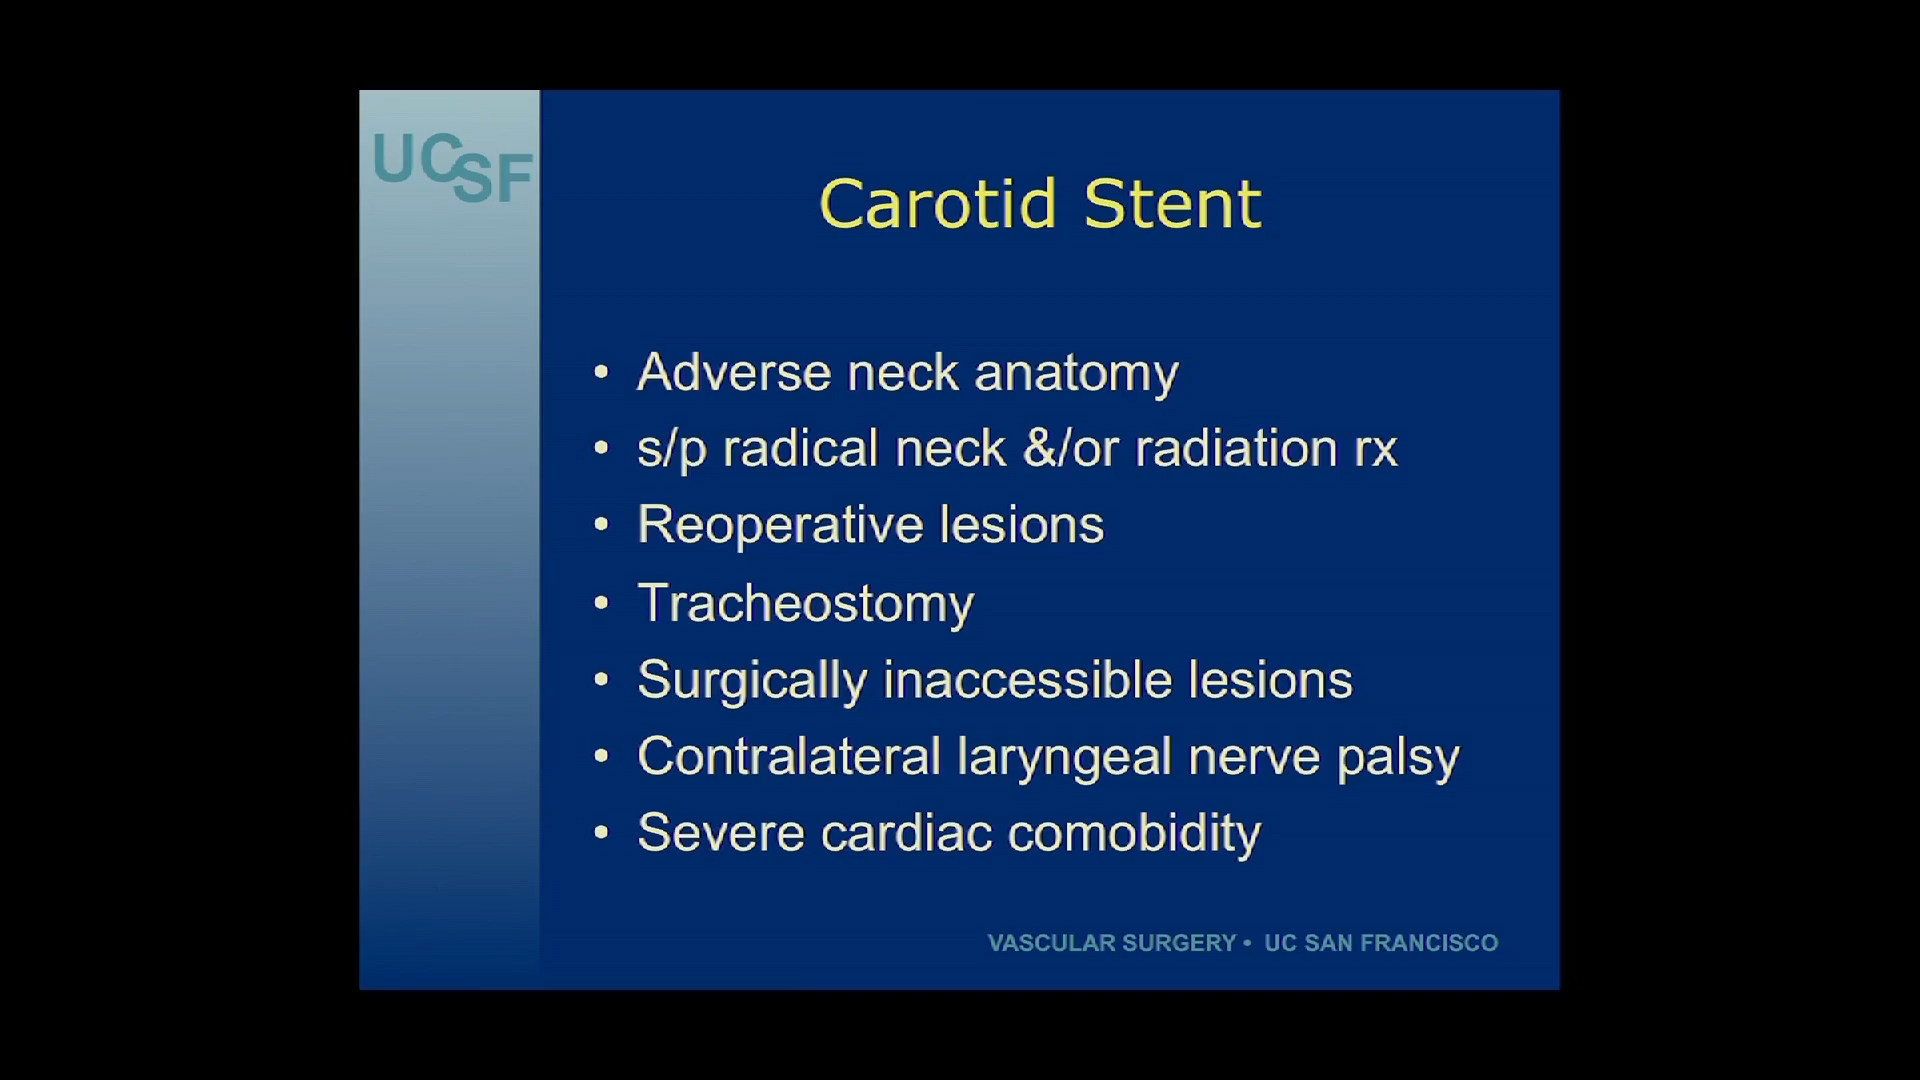 UCSF
Carotid Stent
• Adverse neck anatomy
• s/p radical neck &/or radiation rx
• Reoperative lesions
• Tracheostomy
• Surgically inaccessible lesions
• Contralateral laryngeal nerve palsy
• Severe cardiac comobidity
VASCULAR SURGERY • UC SAN FRANCISCO